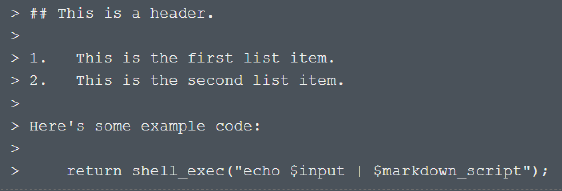 > ## This is a header.
>
> 1.   This is the first list item.
> 2.   This is the second list item.
>
> Here's some example code:
>
>     return shell_exec("echo $input | $markdown_script");